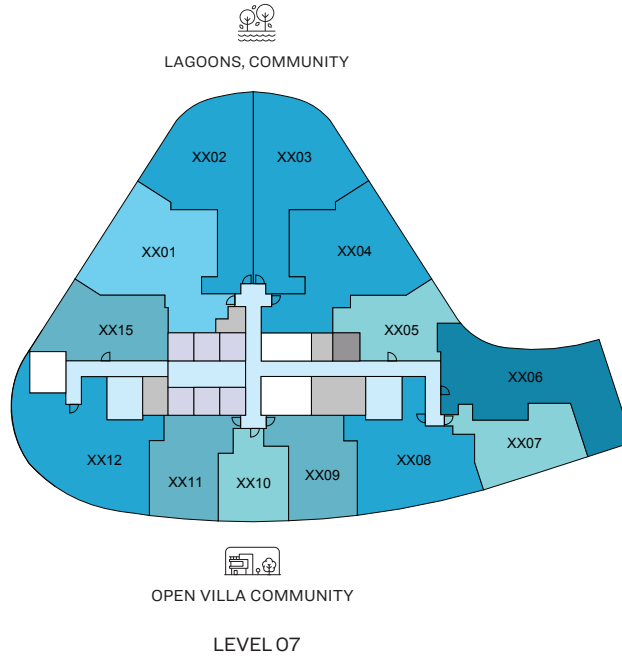 LAGOONS, COMMUNITY
XX02
XX03
XX01
XX04
XX15
XX05
XX06
XX07
XX12
XX11
XX10
XX09
XX08
OPEN VILLA COMMUNITY
LEVEL 07